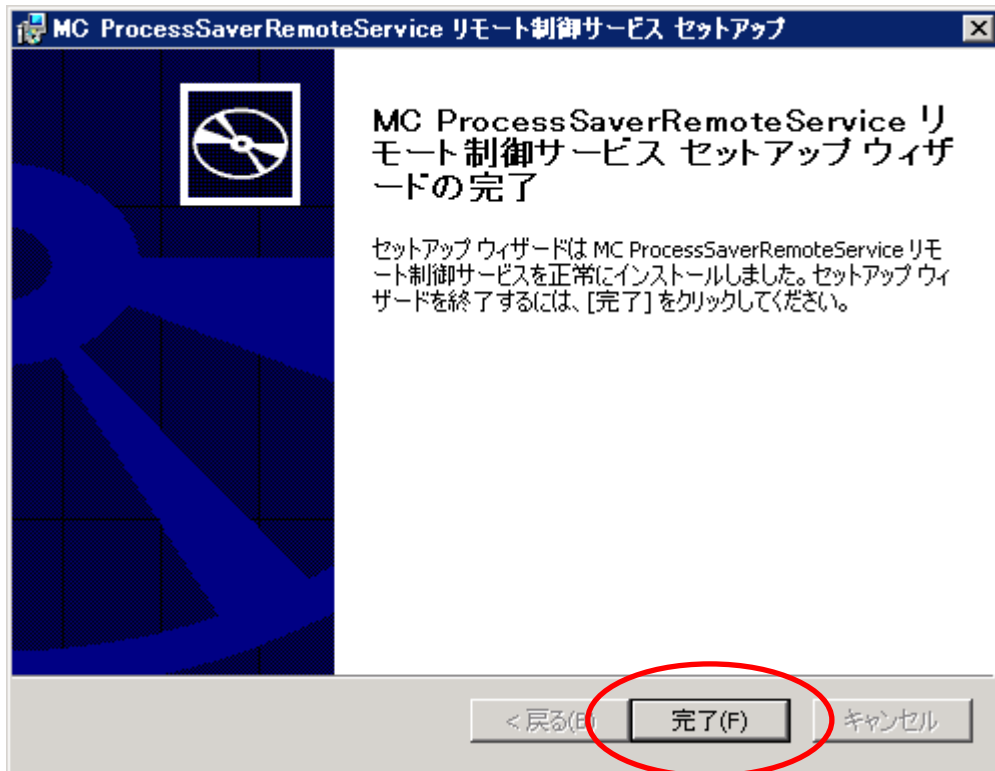 MC ProcessSaverRemoteService リモート制御サービス セットアップ
MC ProcessSaverRemoteService リ
モート制御サービス セットアップ ウィザ
ードの完了
セットアップ ウィザードは MC ProcessSaverRemoteService リモ
ート制御サービスを正常にインストールしました。セットアップ ウィ
ザードを終了するには、[完了] をクリックしてください。
< 戻る(B) 完了(F) キャンセル